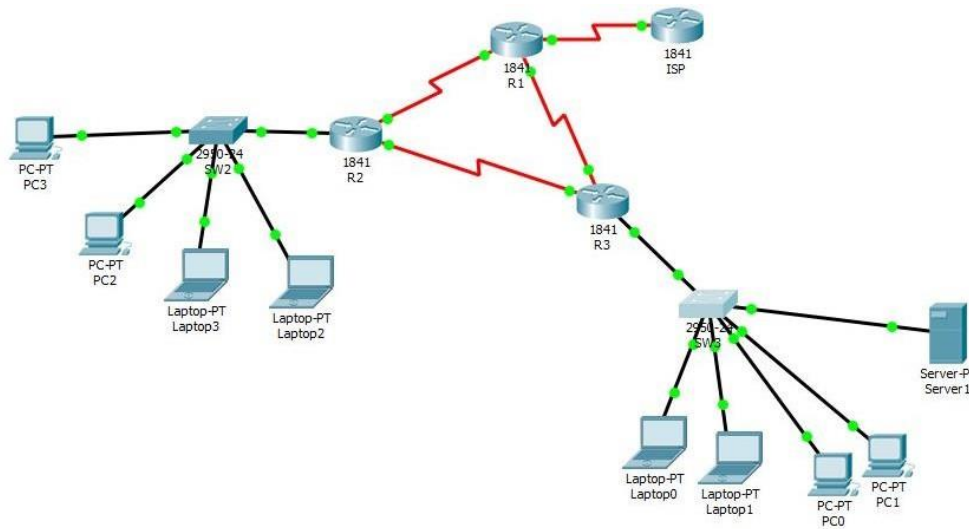 1841
R1
1841
ISP
2950-24
SW2
1841
R2
PC-PT
PC3
PC-PT
PC2
Laptop-PT
Laptop3
Laptop-PT
Laptop2
1841
R3
2950-24
SW3
Server-P
Server1
Laptop-PT
Laptop0
Laptop-PT
Laptop1
PC-PT
PC0
PC-PT
PC1